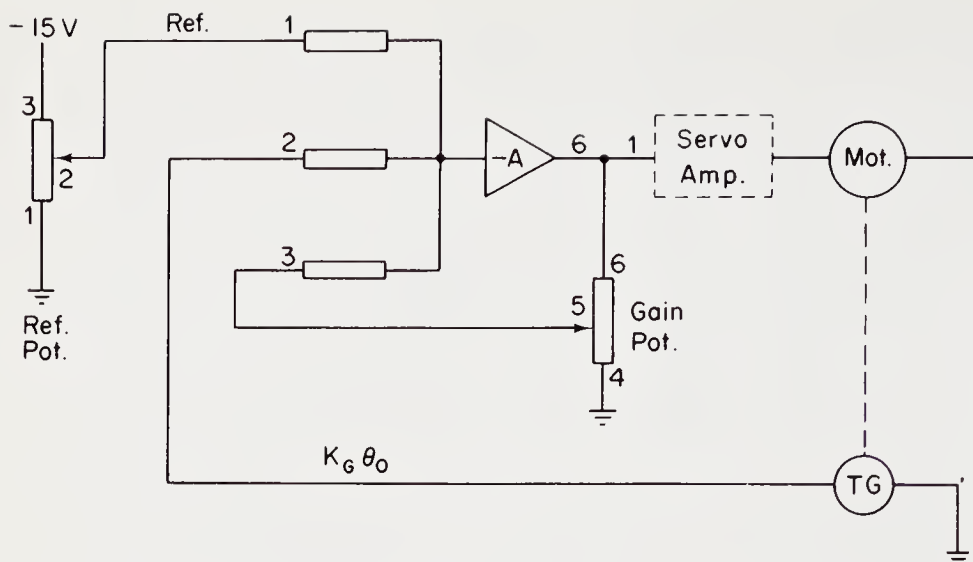 -15 V
Ref.
1
3
2
1
Ref.
Pot.
2
3
-A
6
1
Servo
Amp.
Mot.
6
5
4
Gain
Pot.
K_G θ_O
TG